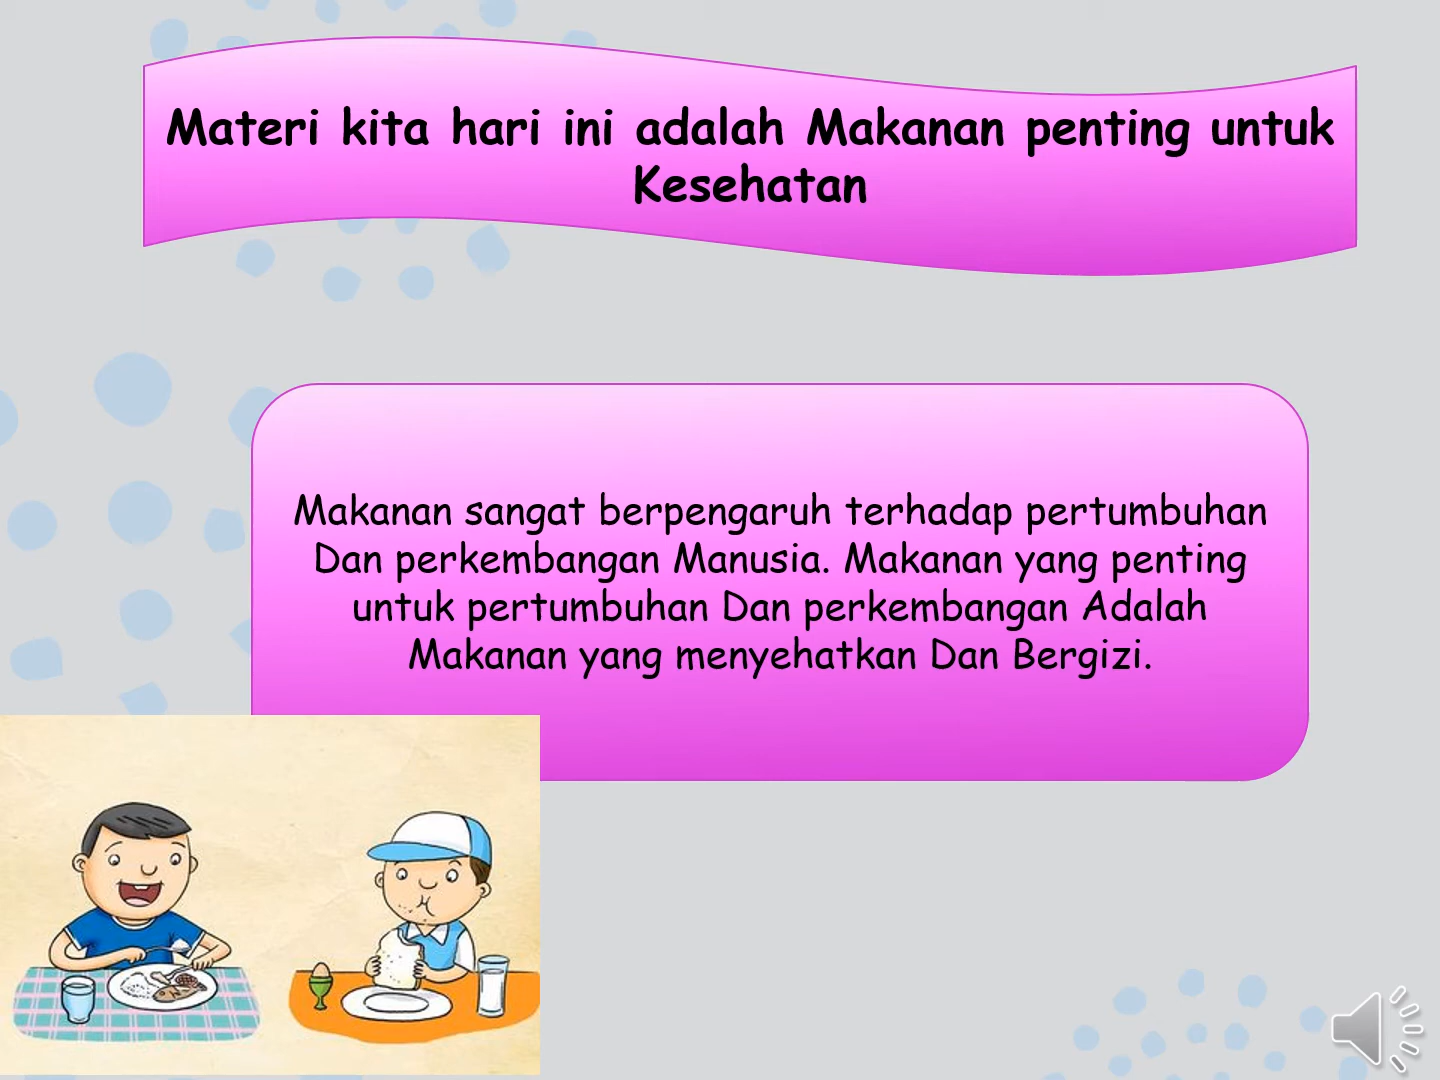 Materi kita hari ini adalah Makanan penting untuk
Kesehatan
Makanan sangat berpengaruh terhadap pertumbuhan
Dan perkembangan Manusia. Makanan yang penting
untuk pertumbuhan Dan perkembangan Adalah
Makanan yang menyehatkan Dan Bergizi.